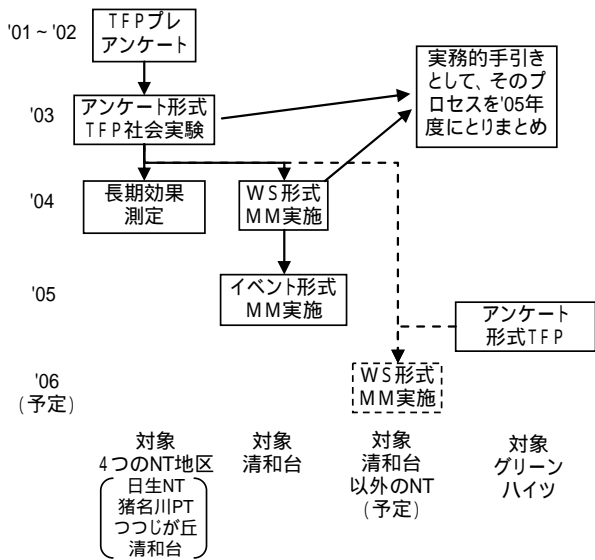 '01~'02
TFPプレ
アンケート
'03
アンケート形式
TFP社会実験
実務的手引き
として、そのプ
ロセスを'05年
度にとりまとめ
'04
長期効果
測定
WS形式
MM実施
'05
イベント形式
MM実施
アンケート
形式TFP
'06
(予定)
WS形式
MM実施
対象
4つのNT地区
日生NT
猪名川PT
つつじが丘
清和台
対象
清和台
対象
清和台
以外のNT
(予定)
対象
グリーン
ハイツ